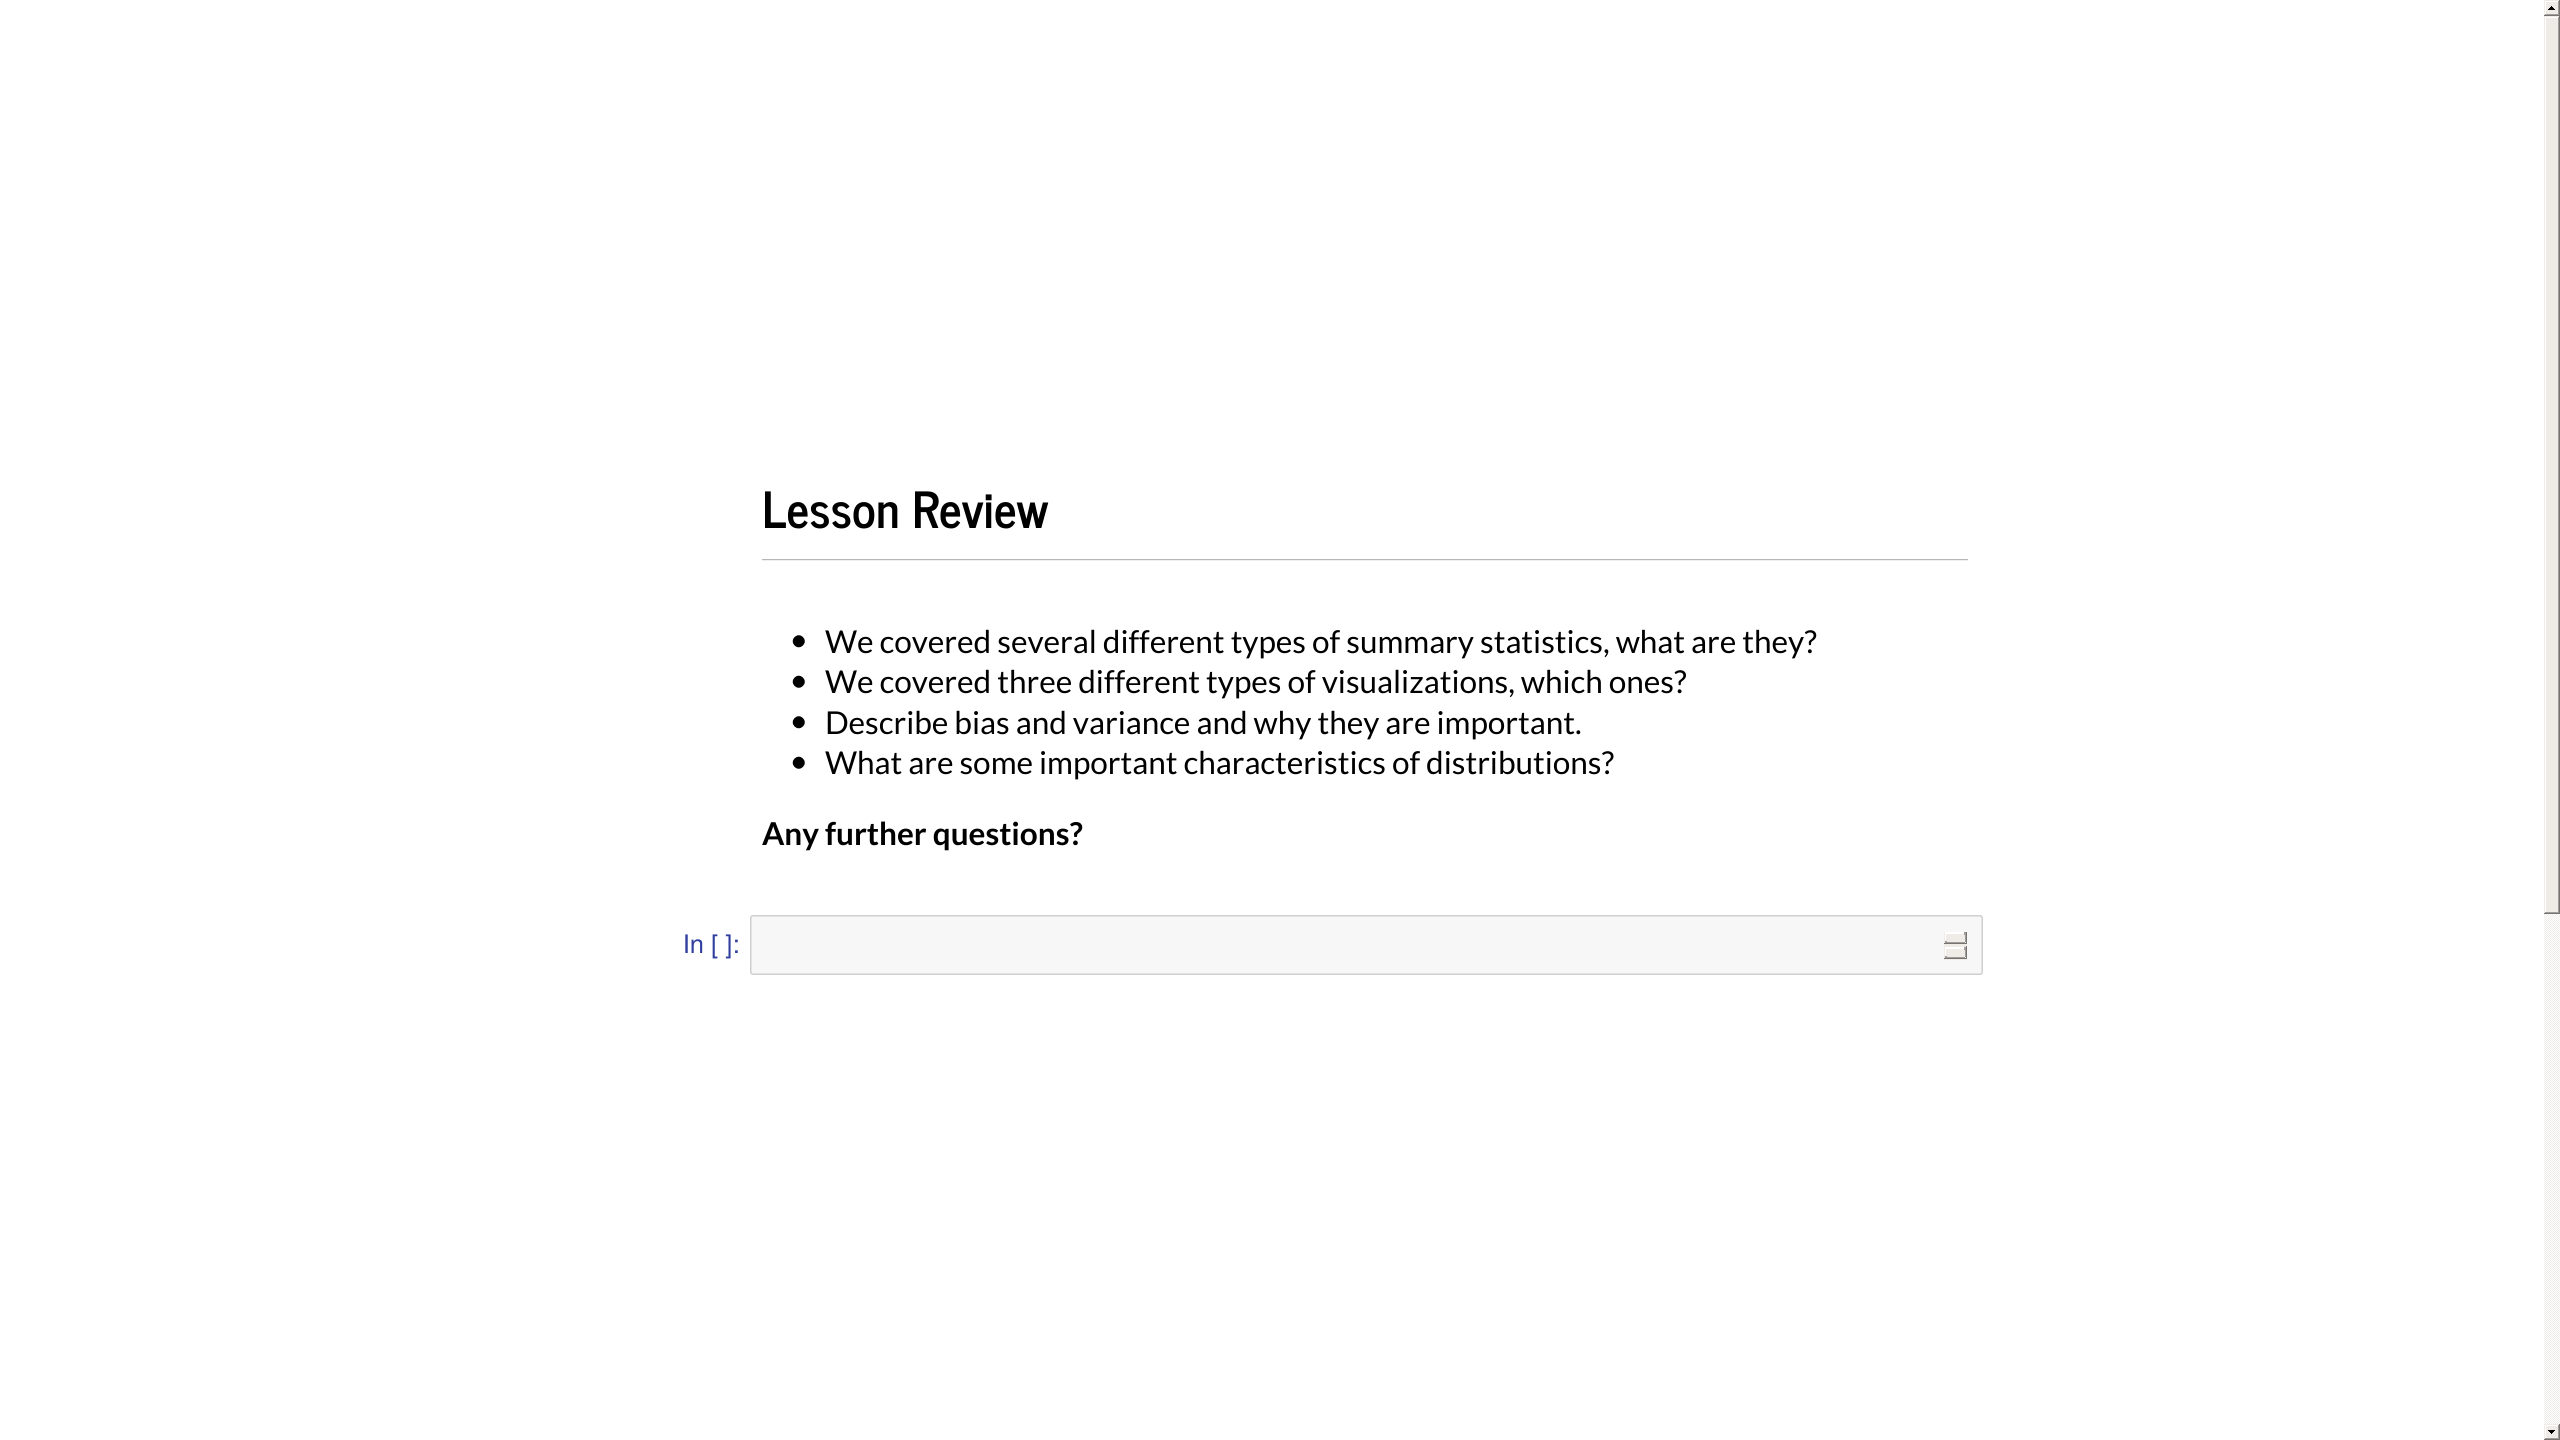 Lesson Review
• We covered several different types of summary statistics, what are they?
• We covered three different types of visualizations, which ones?
• Describe bias and variance and why they are important.
• What are some important characteristics of distributions?
Any further questions?
In [ ]: